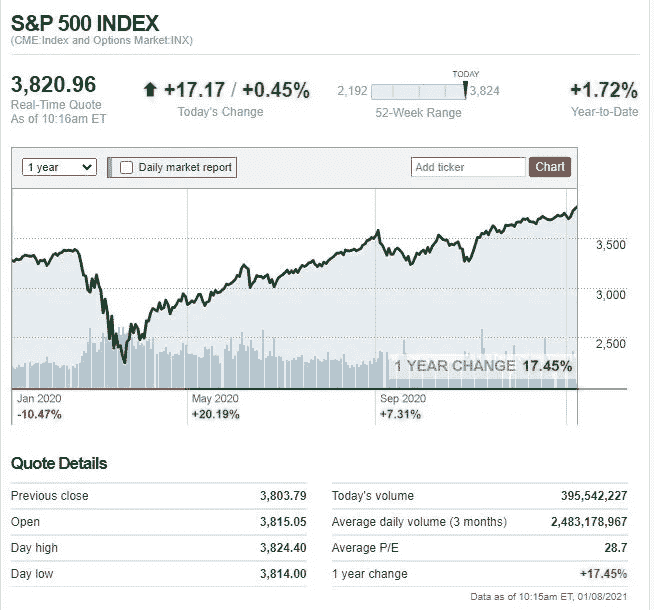 S&P 500 INDEX
(CME:Index and Options Market:INX)
TODAY
3,820.96 +17.17 / +0.45% 2,192 3,824 +1.72%
Real-Time Quote Today's Change 52-Week Range Year-to-Date
As of 10:16am ET
1 year Daily market report Add ticker Chart
3,500
3,000
2,500
1 YEAR CHANGE 17.45%
Jan 2020 May 2020 Sep 2020
-10.47% +20.19% +7.31%
Quote Details
Previous close 3,803.79 Today's volume 395,542,227
Open 3,815.05 Average daily volume (3 months) 2,483,178,967
Day high 3,824.40 Average P/E 28.7
Day low 3,814.00 1 year change +17.45%
Data as of 10:15am ET, 01/08/2021